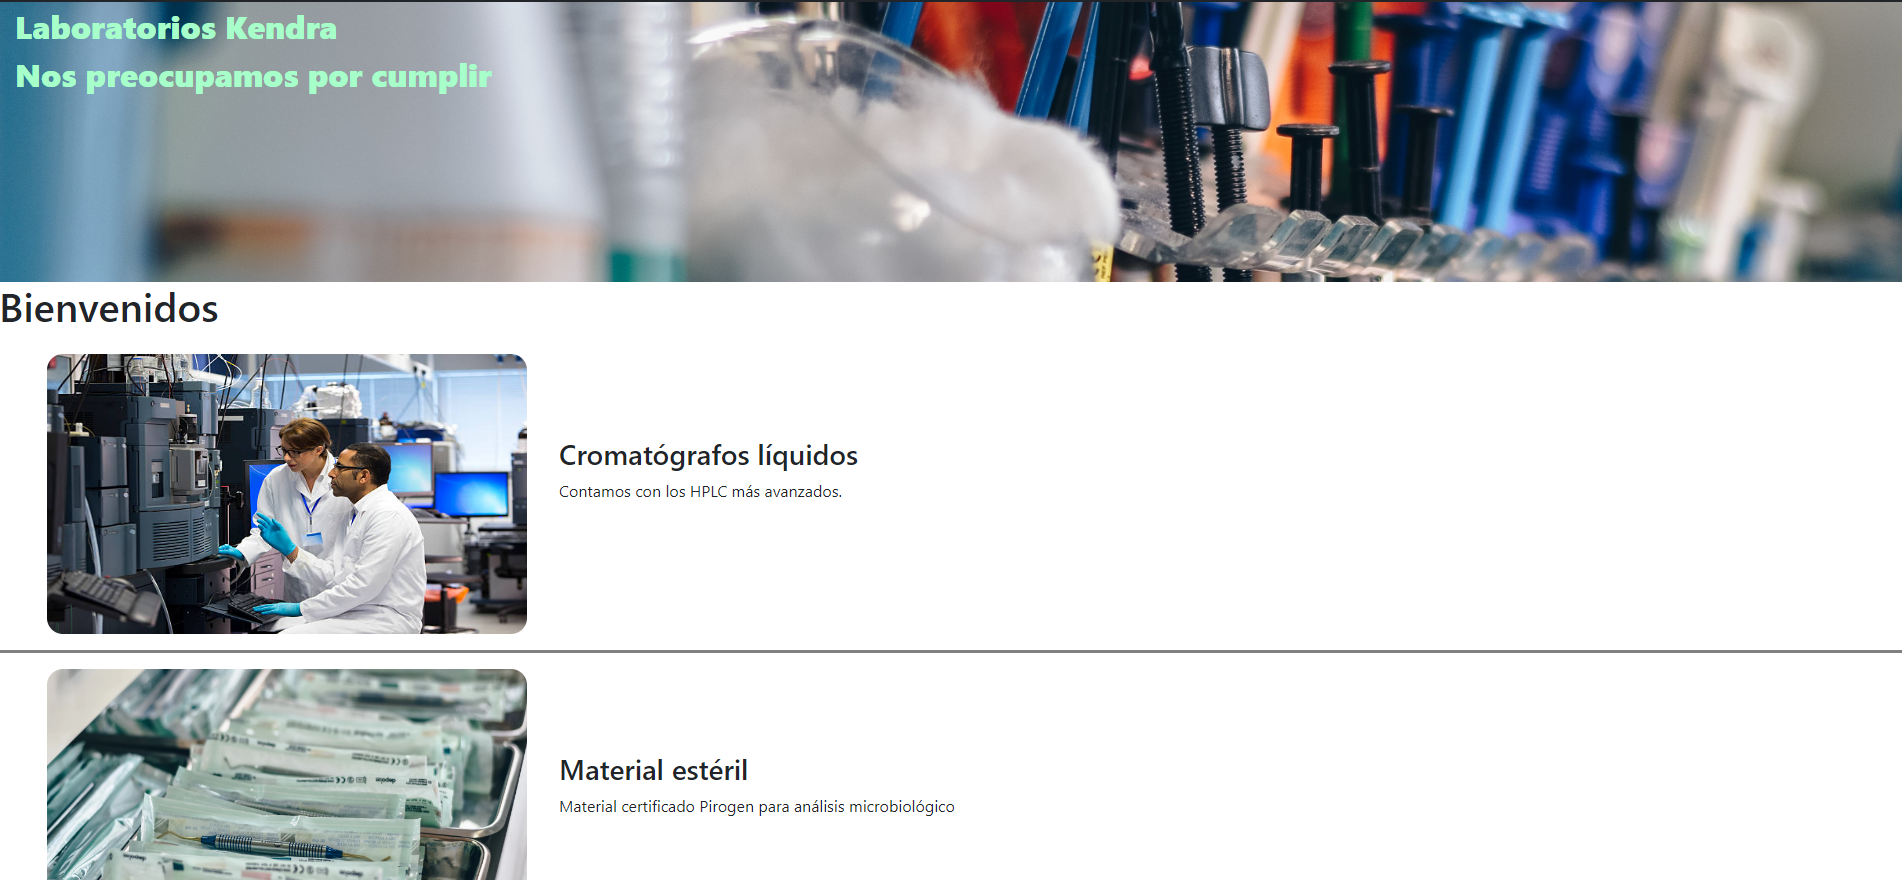 Laboratorios Kendra
Nos preocupamos por cumplir
Bienvenidos
Cromatógrafos líquidos
Contamos con los HPLC más avanzados.
Material estéril
Material certificado Pirogen para análisis microbiológico